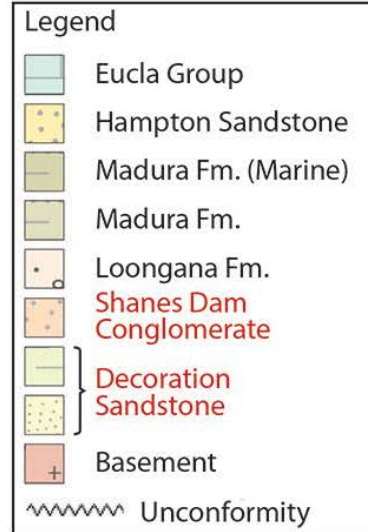 Legend
Eucla Group
Hampton Sandstone
Madura Fm. (Marine)
Madura Fm.
Loongana Fm.
Shanes Dam
Conglomerate
Decoration
Sandstone
Basement
Unconformity